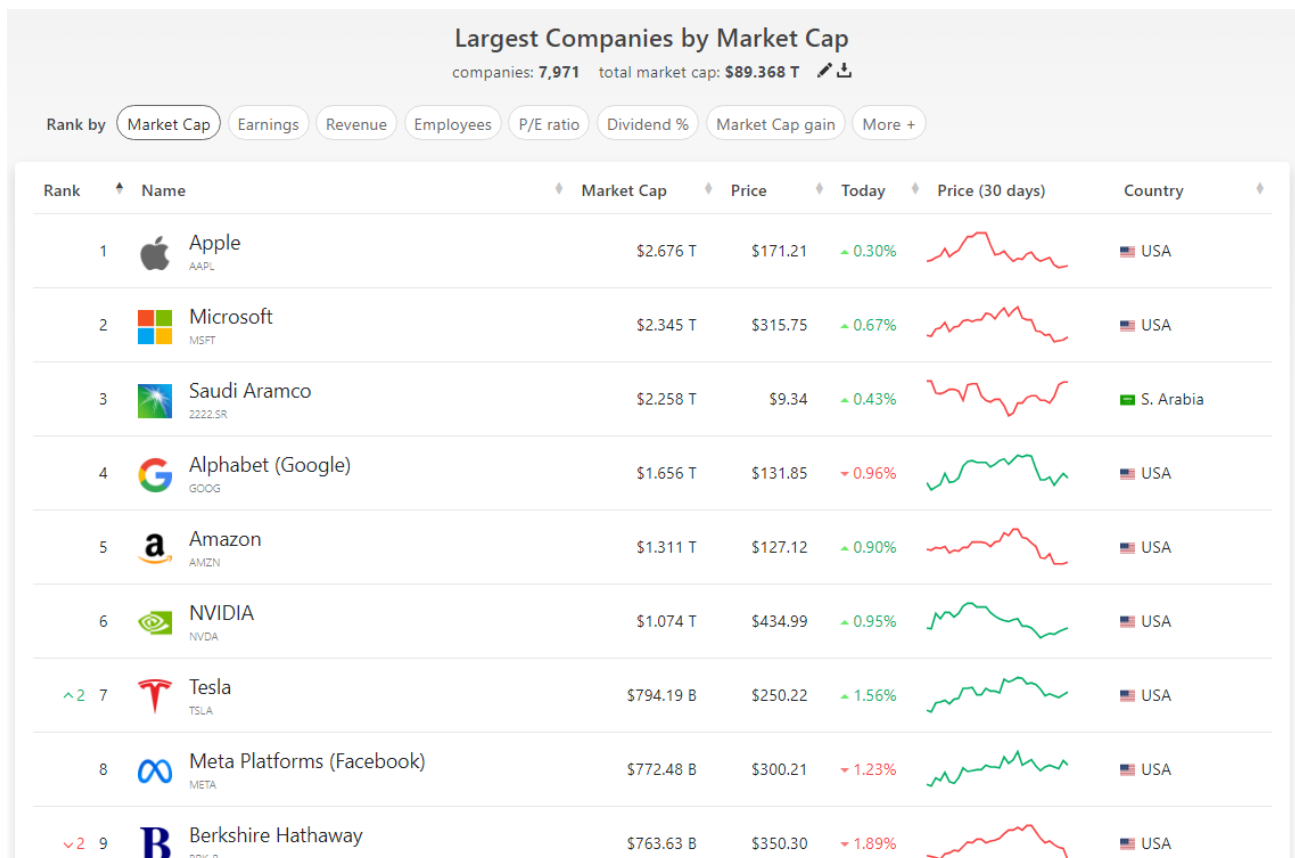 Largest Companies by Market Cap
companies: 7,971 total market cap: $89.368 T
Rank by Market Cap Earnings Revenue Employees P/E ratio Dividend % Market Cap gain More +
Rank Name Market Cap Price Today Price (30 days) Country
1 Apple $2.676 T $171.21 0.30% USA
AAPL
2 Microsoft $2.345 T $315.75 0.67% USA
MSFT
3 Saudi Aramco $2.258 T $9.34 0.43% S. Arabia
2222.SR
4 Alphabet (Google) $1.656 T $131.85 0.96% USA
GOOG
5 Amazon $1.311 T $127.12 0.90% USA
AMZN
6 NVIDIA $1.074 T $434.99 0.95% USA
NVDA
2 7 Tesla $794.19 B $250.22 1.56% USA
TSLA
8 Meta Platforms (Facebook) $772.48 B $300.21 1.23% USA
META
2 9 Berkshire Hathaway $763.63 B $350.30 1.89% USA